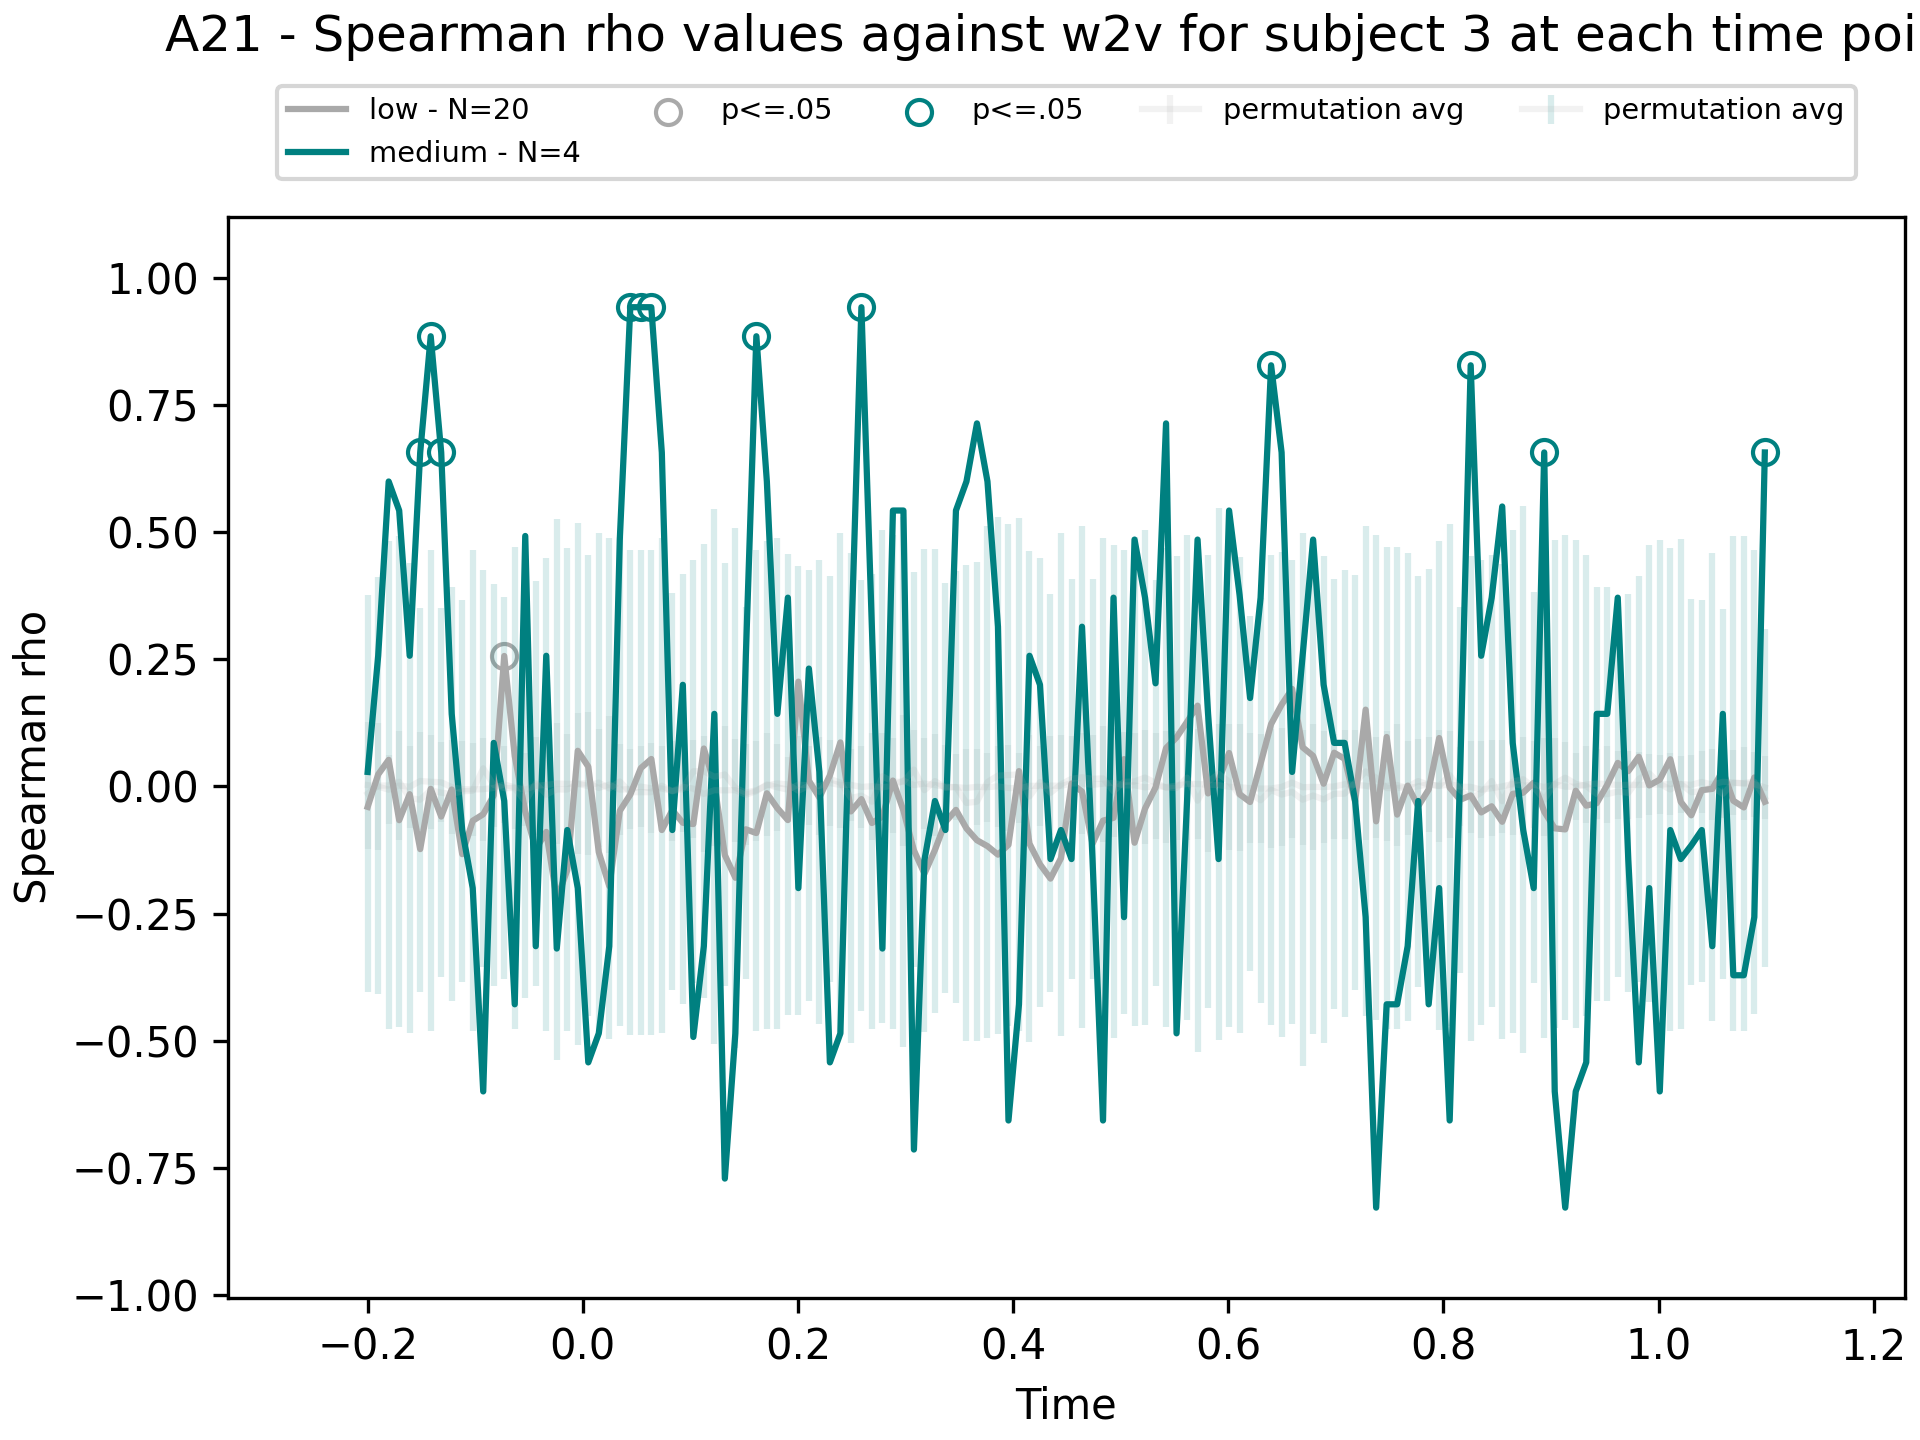 A21 - Spearman rho values against w2v for subject 3 at each time poi
low - N=20 p<=.05 p<=.05 permutation avg permutation avg
medium - N=4
1.00
0.75
0.50
0.25
0.00
−0.25
−0.50
−0.75
−1.00
Spearman rho
−0.2 0.0 0.2 0.4 0.6 0.8 1.0 1.2
Time